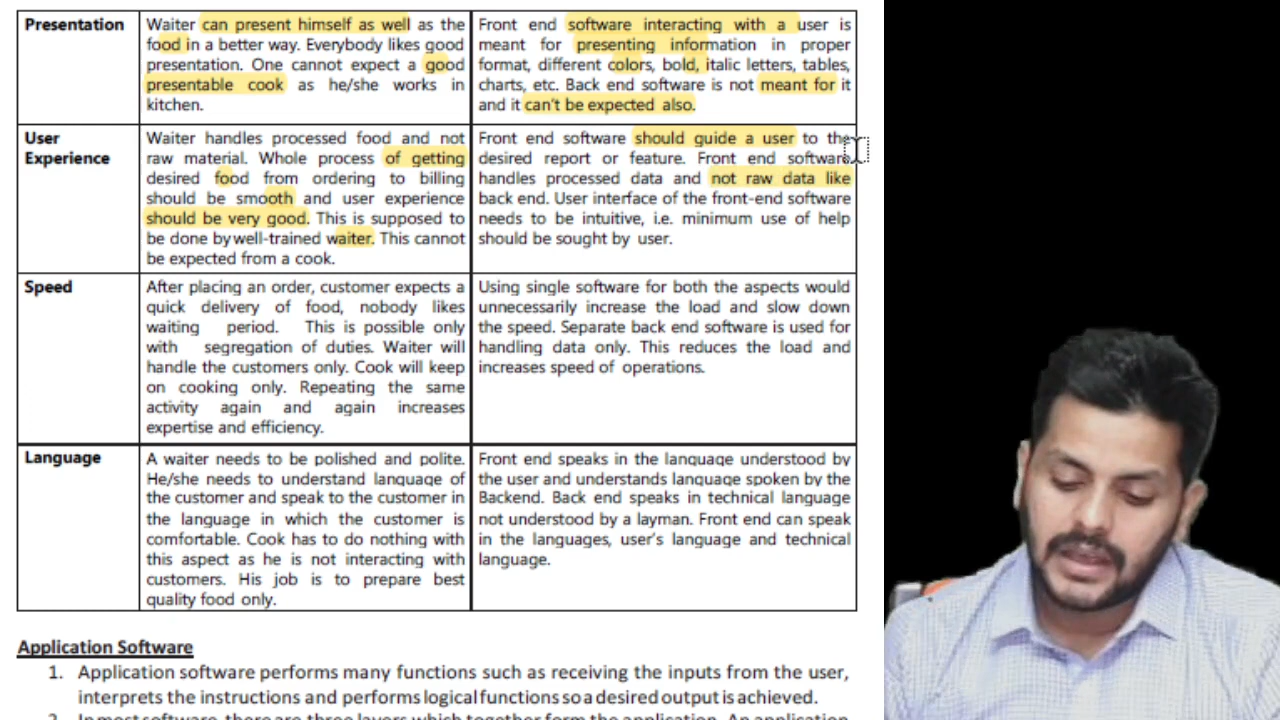 Presentation
Waiter can present himself as well as the
food in a better way. Everybody likes good
presentation. One cannot expect a good
presentable cook as he/she works in
kitchen.
Front end software interacting with a user is
meant for presenting information in proper
format, different colors, bold, italic letters, tables,
charts, etc. Back end software is not meant for it
and it can't be expected also.
User
Experience
Waiter handles processed food and not
raw material. Whole process of getting
desired food from ordering to billing
should be smooth and user experience
should be very good. This is supposed to
be done by well-trained waiter. This cannot
be expected from a cook.
Front end software should guide a user to the
desired report or feature. Front end software
handles processed data and not raw data like
back end. User interface of the front-end software
needs to be intuitive, i.e. minimum use of help
should be sought by user.
Speed
After placing an order, customer expects a
quick delivery of food, nobody likes
waiting period. This is possible only
with segregation of duties. Waiter will
handle the customers only. Cook will keep
on cooking only. Repeating the same
activity again and again increases
expertise and efficiency.
Using single software for both the aspects would
unnecessarily increase the load and slow down
the speed. Separate back end software is used for
handling data only. This reduces the load and
increases speed of operations.
Language
A waiter needs to be polished and polite.
He/she needs to understand language of
the customer and speak to the customer in
the language in which the customer is
comfortable. Cook has to do nothing with
this aspect as he is not interacting with
customers. His job is to prepare best
quality food only.
Front end speaks in the language understood by
the user and understands language spoken by the
Backend. Back end speaks in technical language
not understood by a layman. Front end can speak
in the languages, user's language and technical
language.
Application Software
1. Application software performs many functions such as receiving the inputs from the user,
interprets the instructions and performs logical functions so a desired output is achieved.
2. In most software, there are three layers which together form the application. An application